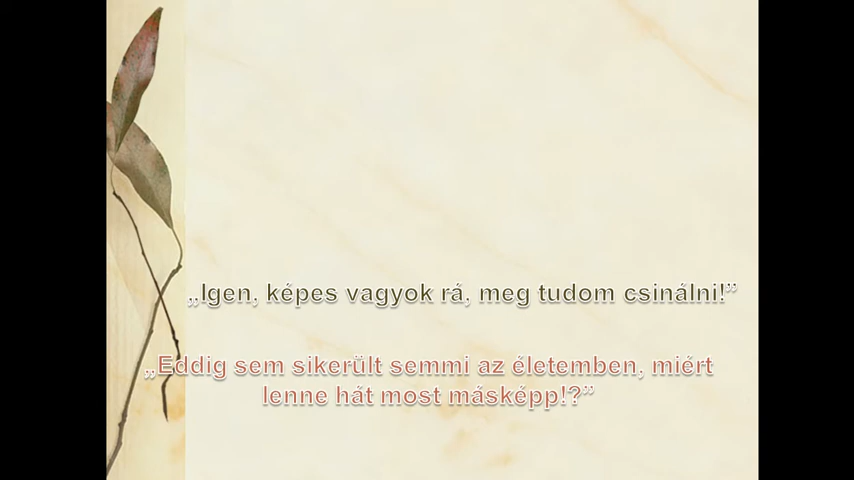 „Igen, képes vagyok rá, meg tudom csinálni!”
„Eddig sem sikerült semmi az életemben, miért
lenne hát most másképp!?”